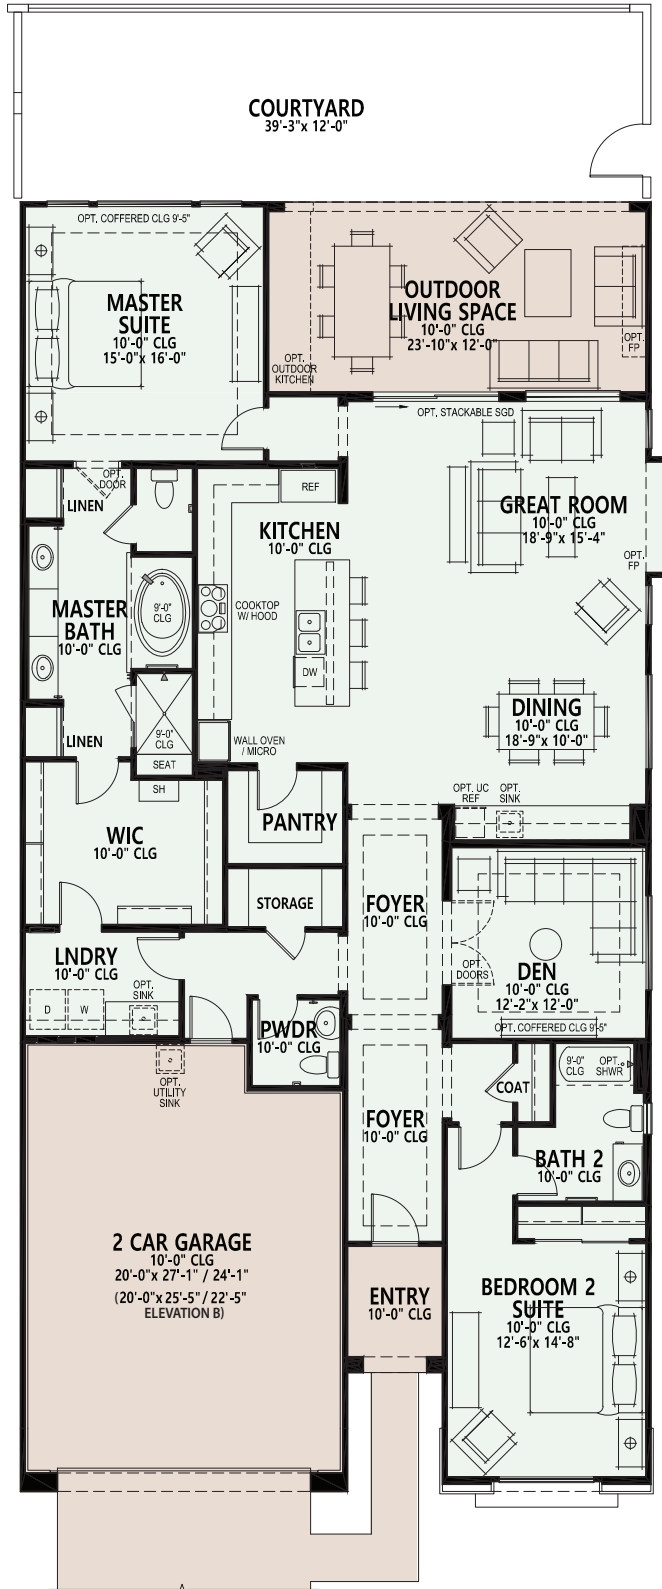 COURTYARD
39'-3"x 12'-0"
OPT. COFFERED CLG 9'-5"
MASTER
SUITE
10'-0" CLG
15'-0"x 16'-0"
OUTDOOR
LIVING SPACE
10'-0" CLG
23'-10"x 12'-0"
OPT.
FP
OPT.
OUTDOOR
KITCHEN
OPT. STACKABLE SGD
OPT.
DOOR
LINEN
REF
KITCHEN
10'-0" CLG
GREAT ROOM
10'-0" CLG
18'-9"x 15'-4"
OPT.
FP
MASTER
BATH
10'-0" CLG
9'-0"
CLG
COOKTOP
W/ HOOD
DW
DINING
10'-0" CLG
18'-9"x 10'-0"
LINEN
9'-0"
CLG
SEAT
WALL OVEN
/ MICRO
SH
OPT. UC
REF
OPT.
SINK
WIC
10'-0" CLG
PANTRY
STORAGE
FOYER
10'-0" CLG
LNDRY
10'-0" CLG
OPT.
SINK
D
W
OPT.
DOORS
DEN
10'-0" CLG
12'-2"x 12'-0"
OPT. COFFERED CLG 9'-5"
PWDR
10'-0" CLG
OPT.
UTILITY
SINK
9'-0"
CLG
OPT.
SHWR
COAT
FOYER
10'-0" CLG
BATH 2
10'-0" CLG
2 CAR GARAGE
10'-0" CLG
20'-0"x 27'-1" / 24'-1"
(20'-0"x 25'-5" / 22'-5"
ELEVATION B)
ENTRY
10'-0" CLG
BEDROOM 2
SUITE
10'-0" CLG
12'-6"x 14'-8"